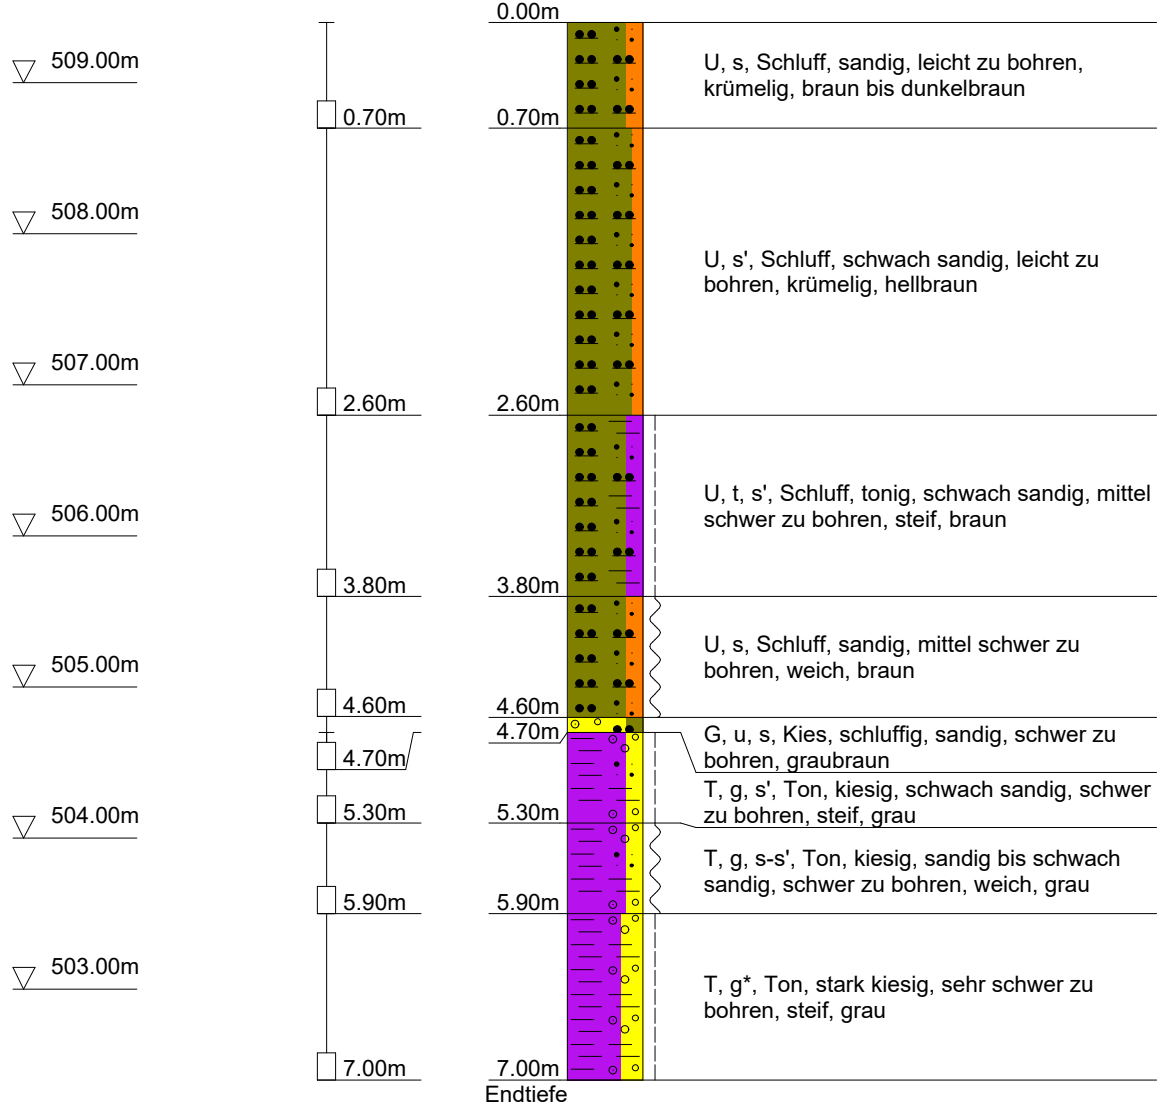 0.00m
509.00m
U, s, Schluff, sandig, leicht zu bohren,
krümelig, braun bis dunkelbraun
0.70m
0.70m
508.00m
U, s', Schluff, schwach sandig, leicht zu
bohren, krümelig, hellbraun
507.00m
2.60m
2.60m
506.00m
U, t, s', Schluff, tonig, schwach sandig, mittel
schwer zu bohren, steif, braun
3.80m
3.80m
505.00m
U, s, Schluff, sandig, mittel schwer zu
bohren, weich, braun
4.60m
4.60m
4.70m
4.70m
G, u, s, Kies, schluffig, sandig, schwer zu
bohren, graubraun
T, g, s', Ton, kiesig, schwach sandig, schwer
zu bohren, steif, grau
5.30m
5.30m
504.00m
T, g, s-s', Ton, kiesig, sandig bis schwach
sandig, schwer zu bohren, weich, grau
5.90m
5.90m
503.00m
T, g*, Ton, stark kiesig, sehr schwer zu
bohren, steif, grau
7.00m
7.00m
Endtiefe